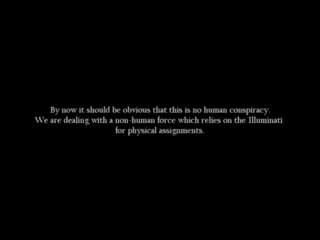 By now it should be obvious that this is no human conspiracy.
We are dealing with a non-human force which relies on the Illuminati
for physical assignments.